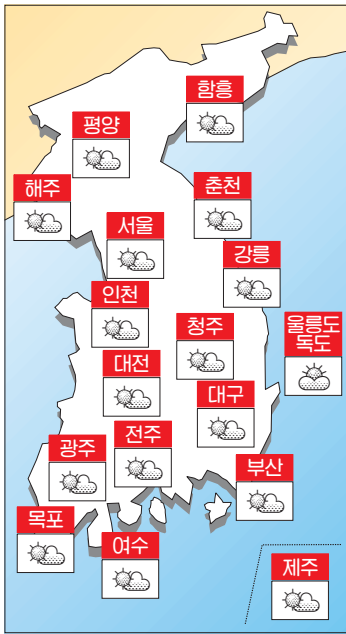 함흥
평양
해주
춘천
서울
강릉
인천
울릉도
독도
청주
대전
대구
전주
광주
부산
목포
여수
제주